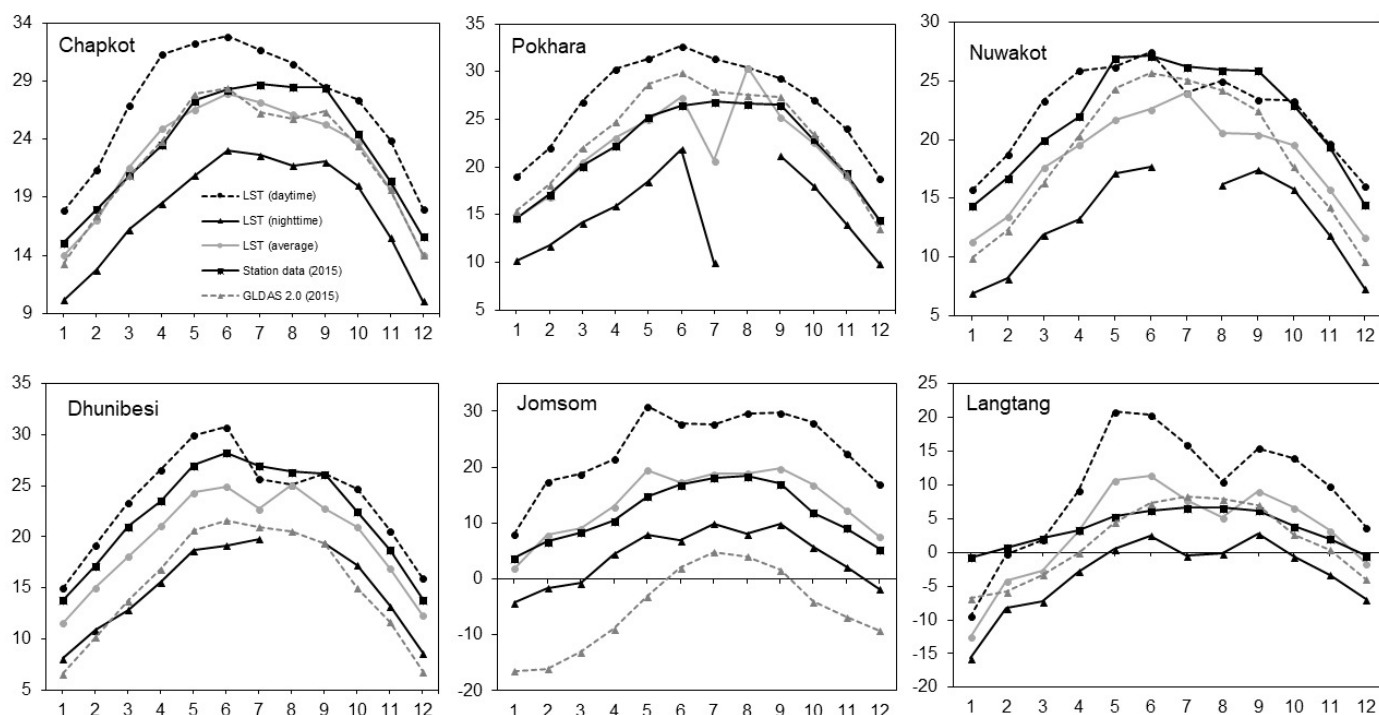 Chapkot
34
29
24
19
14
9
LST (daytime)
LST (nighttime)
LST (average)
Station data (2015)
GLDAS 2.0 (2015)
1 2 3 4 5 6 7 8 9 10 11 12
Pokhara
35
30
25
20
15
10
5
1 2 3 4 5 6 7 8 9 10 11 12
Nuwakot
30
25
20
15
10
5
1 2 3 4 5 6 7 8 9 10 11 12
Dhunibesi
35
30
25
20
15
10
5
1 2 3 4 5 6 7 8 9 10 11 12
Jomsom
30
20
10
0
-10
-20
1 2 3 4 5 6 7 8 9 10 11 12
Langtang
25
20
15
10
5
0
-5
-10
-15
-20
1 2 3 4 5 6 7 8 9 10 11 12